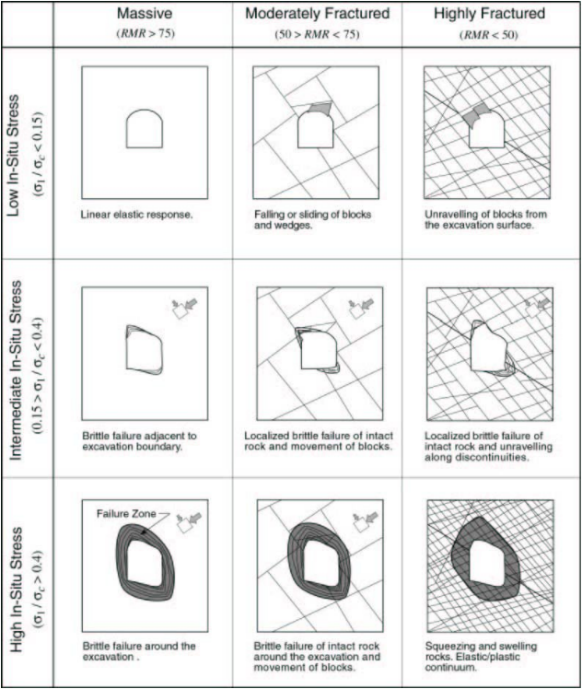 Massive
(RMR > 75)
Moderately Fractured
(50 > RMR < 75)
Highly Fractured
(RMR < 50)
Low In-Situ Stress
(σ1 / σc < 0.15)
Linear elastic response.
Falling or sliding of blocks
and wedges.
Unravelling of blocks from
the excavation surface.
Intermediate In-Situ Stress
(0.15 > σ1 / σc < 0.4)
Brittle failure adjacent to
excavation boundary.
Localized brittle failure of intact
rock and movement of blocks.
Localized brittle failure of
intact rock and unravelling
along discontinuities.
High In-Situ Stress
(σ1 / σc > 0.4)
Failure Zone
Brittle failure around the
excavation .
Brittle failure of intact rock
around the excavation and
movement of blocks.
Squeezing and swelling
rocks. Elastic/plastic
continuum.